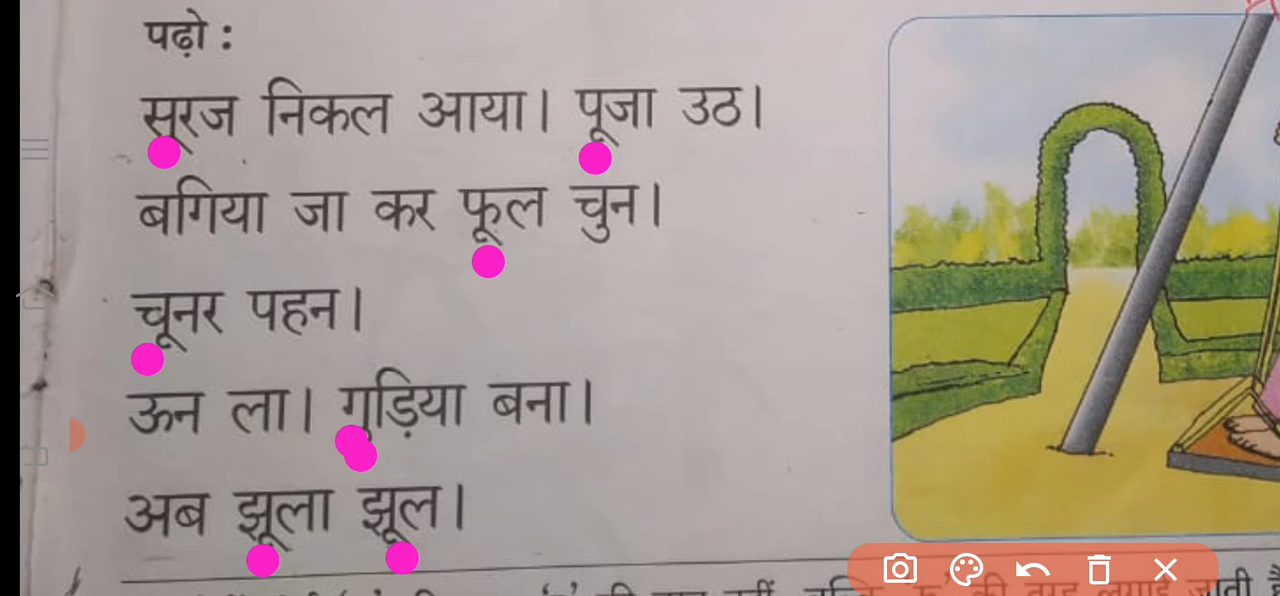 पढ़ो :
सूरज निकल आया। पूजा उठ।
बगिया जा कर फूल चुन।
चूनर पहन।
ऊन ला। गुड़िया बना।
अब झूला झूल।